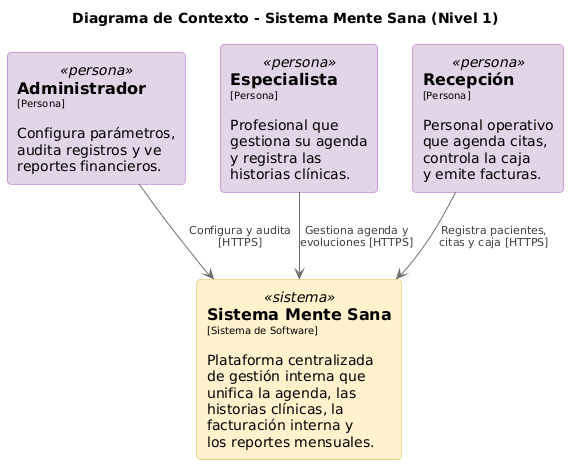 Diagrama de Contexto - Sistema Mente Sana (Nivel 1)
«persona»
Administrador
[Persona]
Configura parámetros,
audita registros y ve
reportes financieros.
«persona»
Especialista
[Persona]
Profesional que
gestiona su agenda
y registra las
historias clínicas.
«persona»
Recepción
[Persona]
Personal operativo
que agenda citas,
controla la caja
y emite facturas.
Configura y audita
[HTTPS]
Gestiona agenda y
evoluciones [HTTPS]
Registra pacientes,
citas y caja [HTTPS]
«sistema»
Sistema Mente Sana
[Sistema de Software]
Plataforma centralizada
de gestión interna que
unifica la agenda, las
historias clínicas, la
facturación interna y
los reportes mensuales.